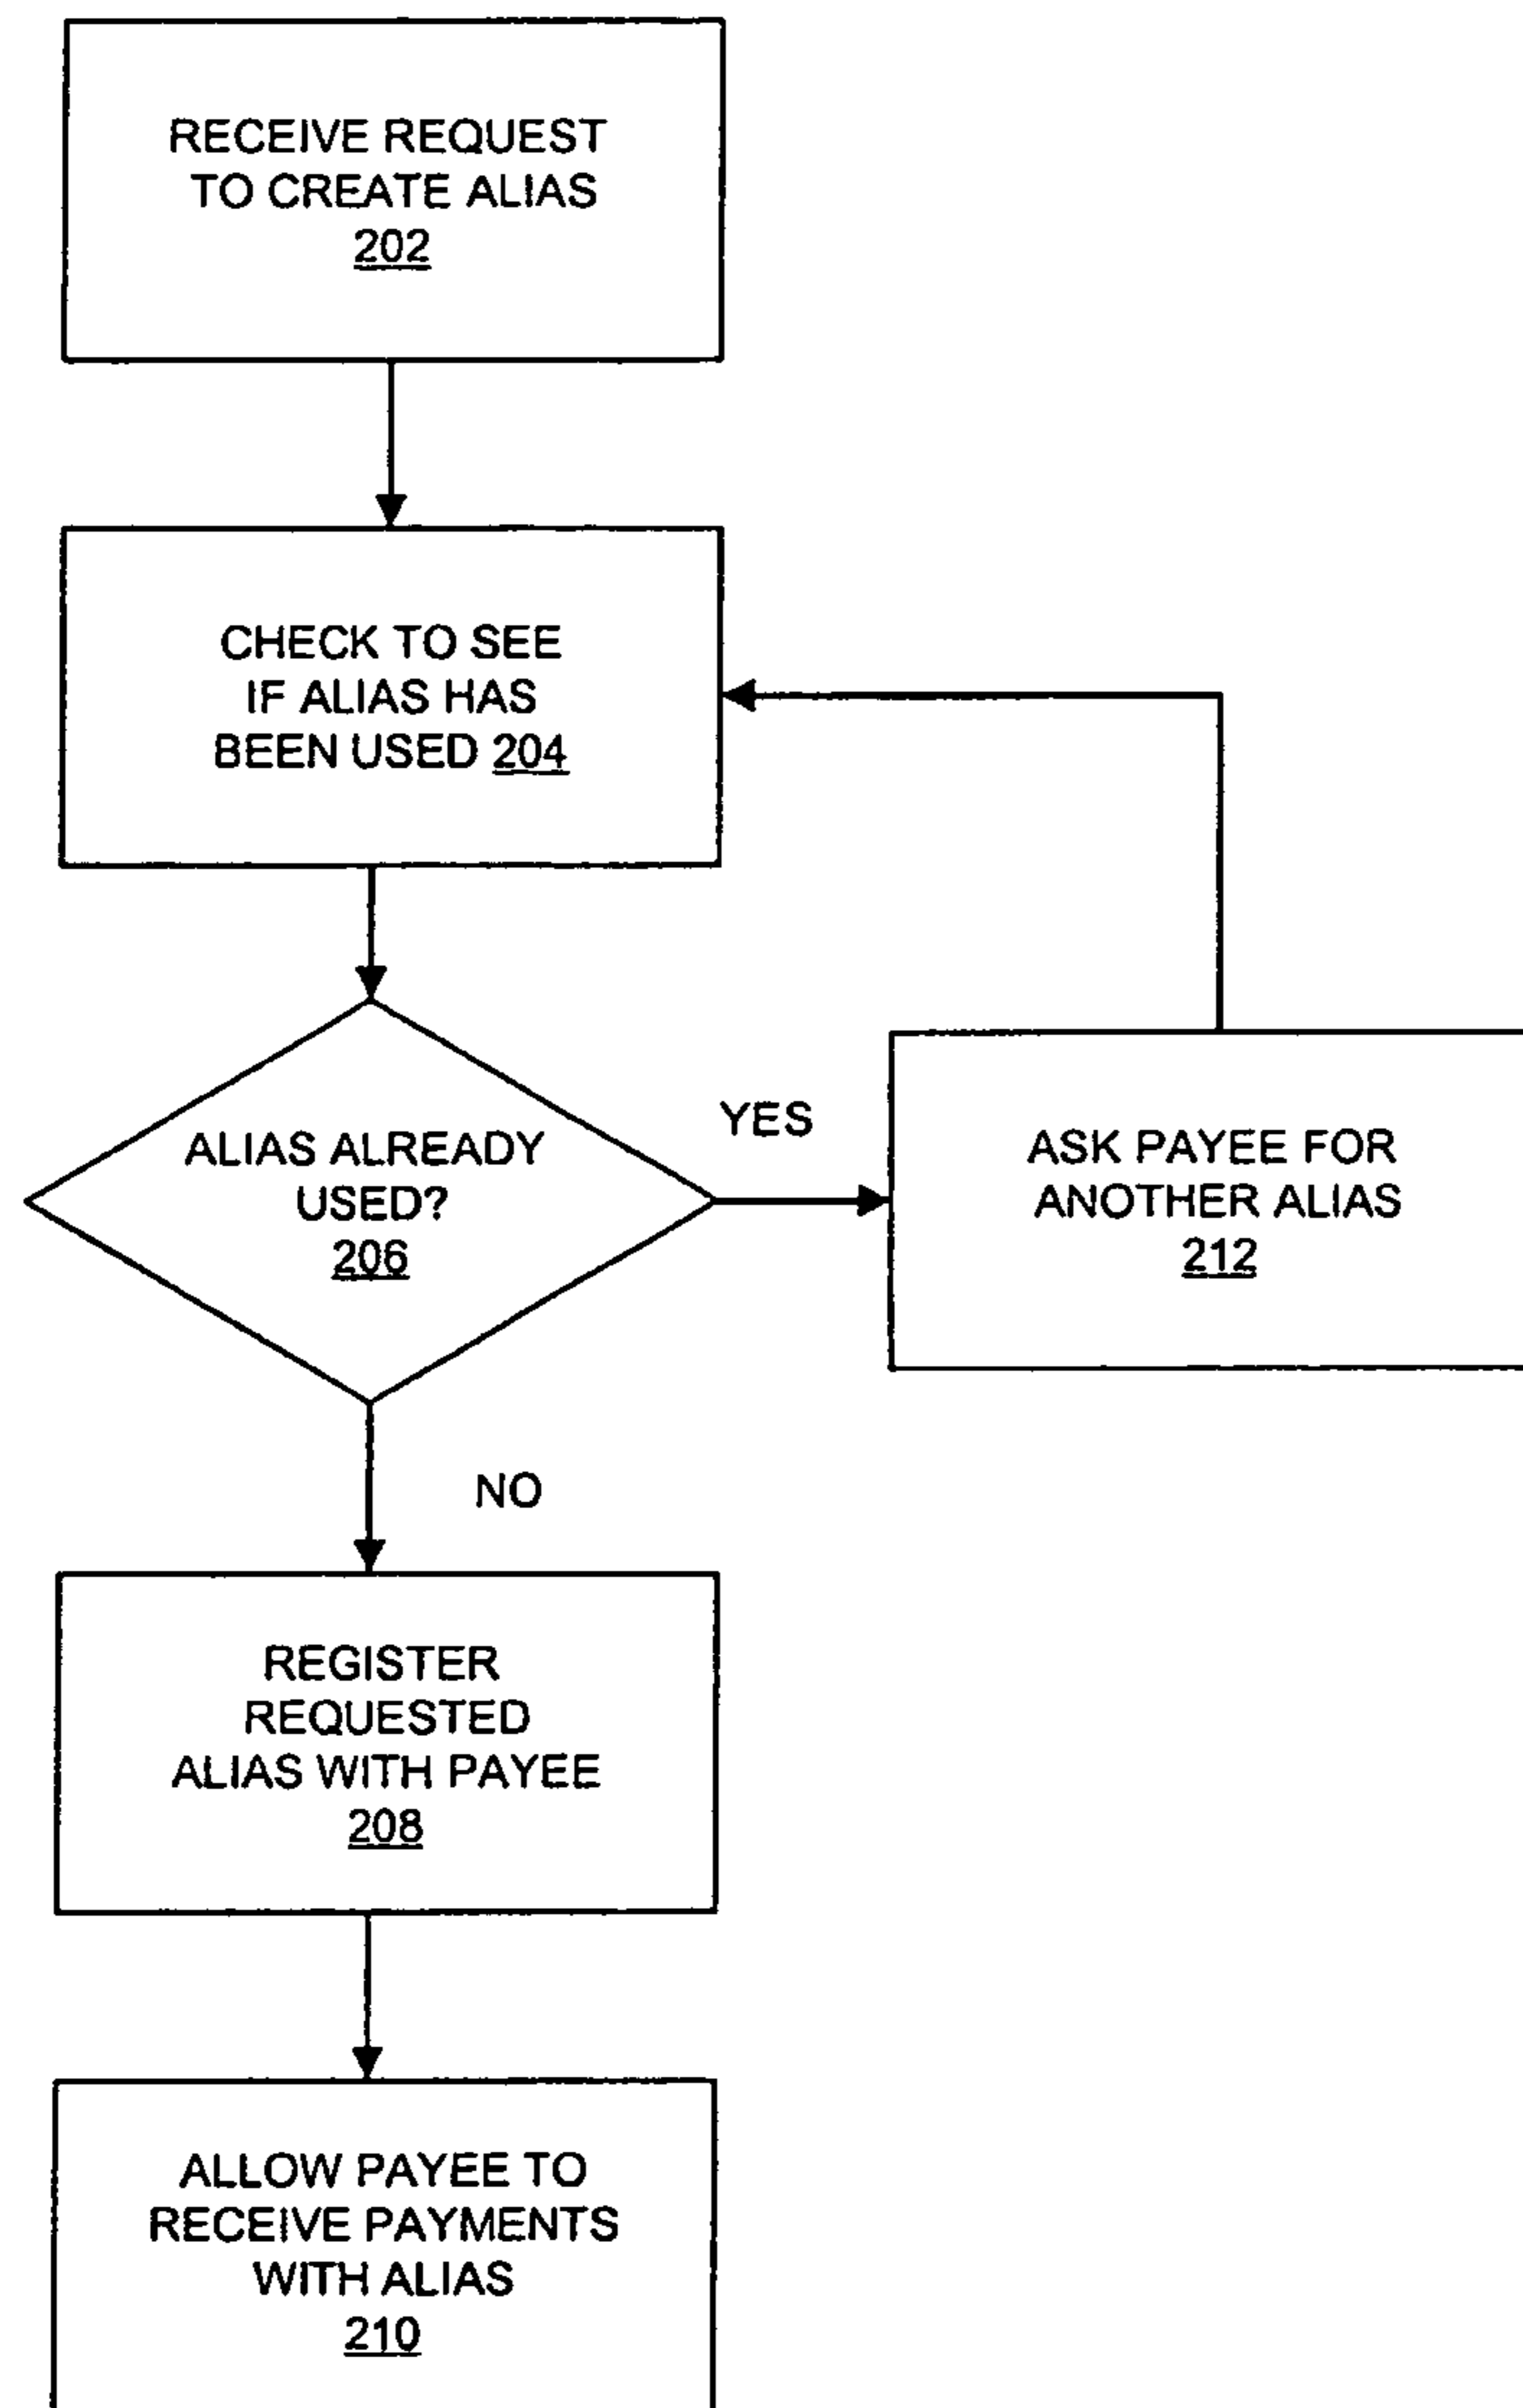 RECEIVE REQUEST
TO CREATE ALIAS
202
CHECK TO SEE
IF ALIAS HAS
BEEN USED 204
ALIAS ALREADY
USED?
206
YES
ASK PAYEE FOR
ANOTHER ALIAS
212
NO
REGISTER
REQUESTED
ALIAS WITH PAYEE
208
ALLOW PAYEE TO
RECEIVE PAYMENTS
WITH ALIAS
210